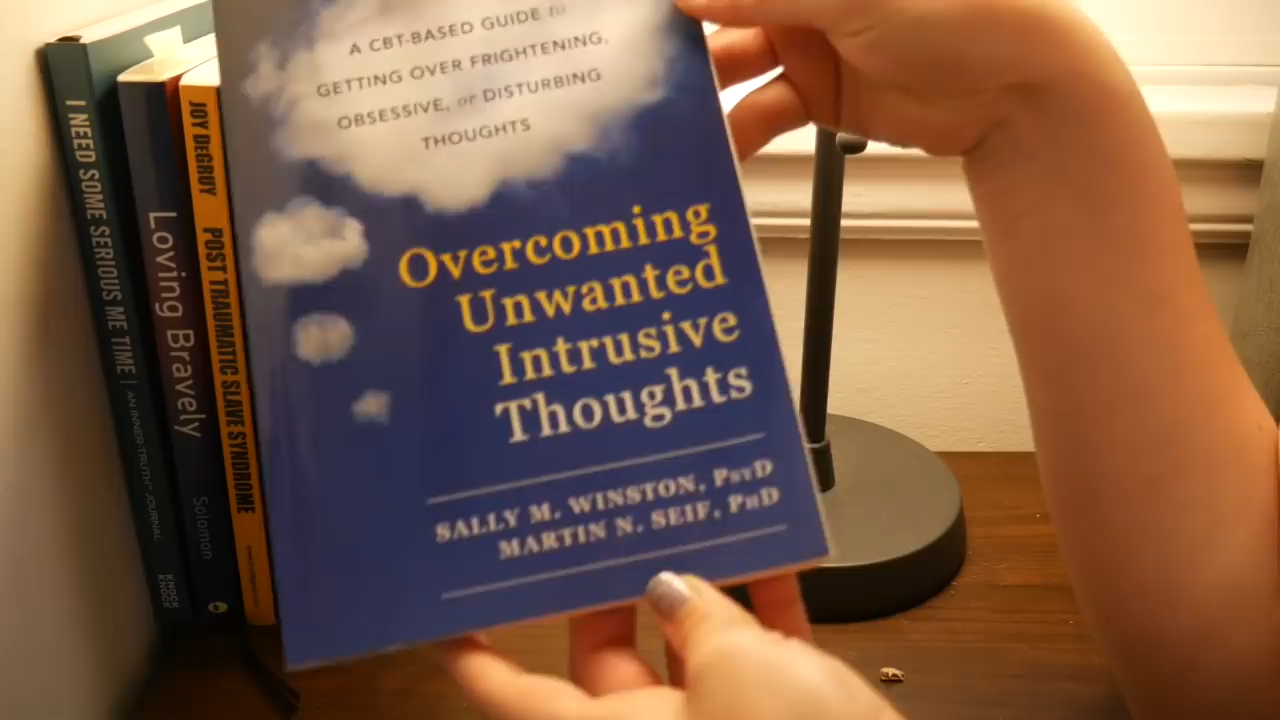 I NEED SOME SERIOUS ME TIME | AN INNER-TRUTH™ JOURNAL
KNOCK KNOCK
Loving Bravely
Solomon
JOY DEGRUY POST TRAUMATIC SLAVE SYNDROME
A CBT-BASED GUIDE to
GETTING OVER FRIGHTENING,
OBSESSIVE, or DISTURBING
THOUGHTS
Overcoming
Unwanted
Intrusive
Thoughts
SALLY M. WINSTON, PSYD
MARTIN N. SEIF, PHD